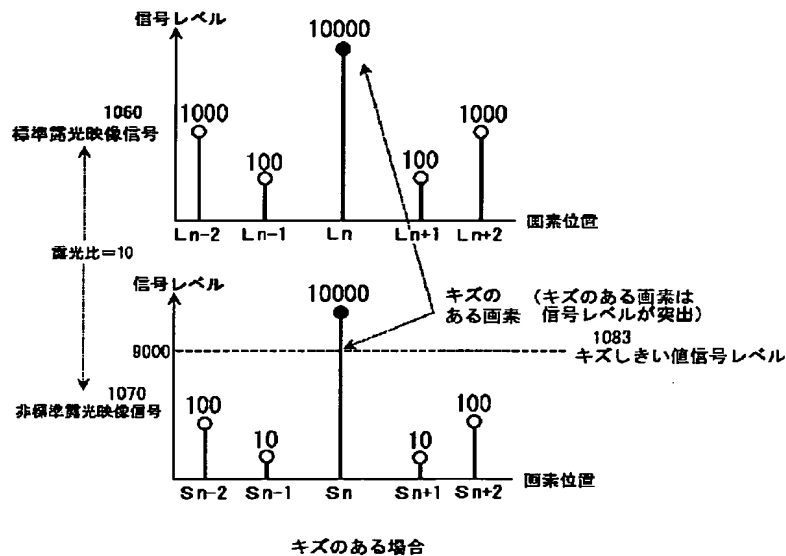 信号レベル
10000
1060
1000
1000
標準露光映像信号
100
100
Ln-2 Ln-1 Ln Ln+1 Ln+2 画素位置
露光比=10
信号レベル
10000
キズの (キズのある画素は
ある画素 信号レベルが突出)
1083
9000
キズしきい値信号レベル
1070
非標準露光映像信号
100
100
10
10
Sn-2 Sn-1 Sn Sn+1 Sn+2 画素位置
キズのある場合